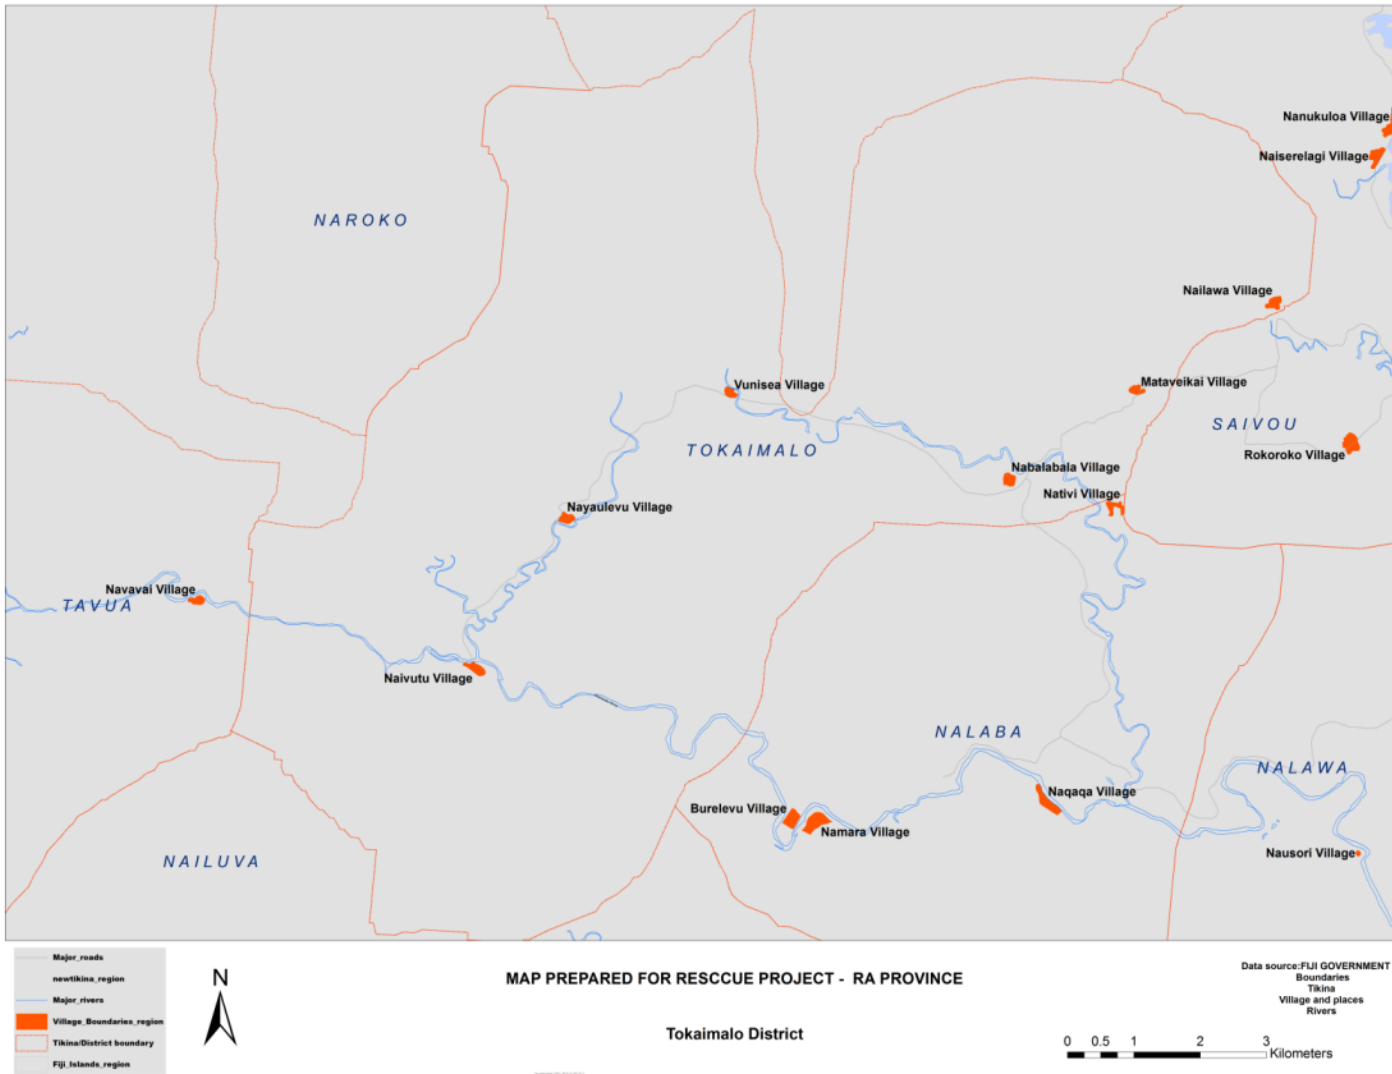 Nanukuloa Village
Naiserelagi Village
NAROKO
Nailawa Village
Vunisea Village
Mataveikai Village
SAIVOU
TOKAIMALO
Rokoroko Village
Nabalabala Village
Nativi Village
Nayaulevu Village
Navavai Village
TAVUA
Naivutu Village
NALABA
NALAWA
Naqaqa Village
Burelevu Village
Namara Village
Nausori Village
NAILUVA
Major_roads
newtikina_region
Major_rivers
Village_Boundaries_region
Tikina/District boundary
Fiji_Islands_region
N
MAP PREPARED FOR RESCCUE PROJECT - RA PROVINCE
Tokaimalo District
Data source:FIJI GOVERNMENT
Boundaries
Tikina
Village and places
Rivers
0 0.5 1 2 3
Kilometers